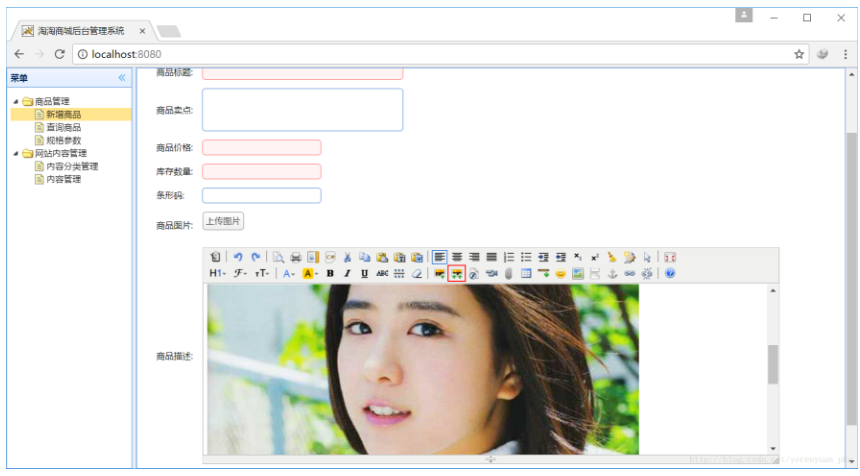 淘淘商城后台管理系统
localhost:8080
菜单
商品管理
新增商品
查询商品
规格参数
网站内容管理
内容分类管理
内容管理
商品标题:
商品卖点:
商品价格:
库存数量:
条形码:
商品图片:
上传图片
H1 F тT A A B I U ABC
商品描述: